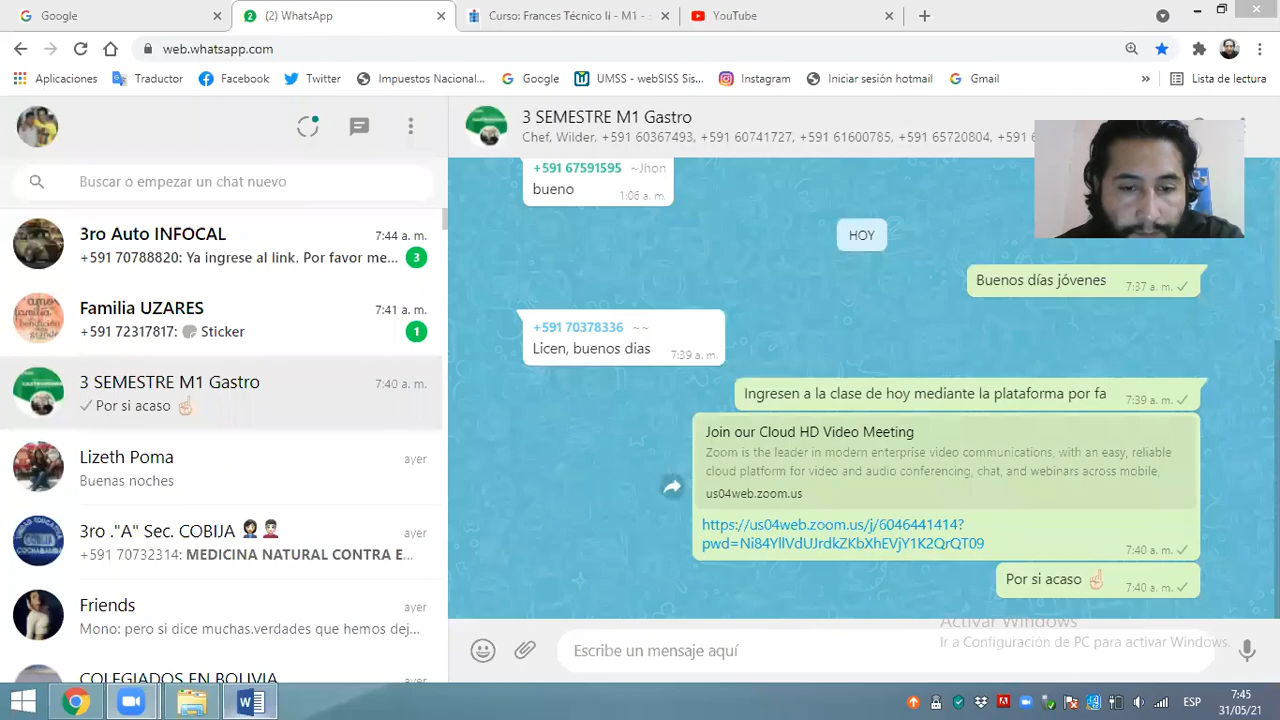 Google
(2) WhatsApp
Curso: Frances Técnico Ii - M1 -
YouTube
web.whatsapp.com
Aplicaciones
Traductor
Facebook
Twitter
Impuestos Nacional...
Google
UMSS - webSISS Sis...
Instagram
Iniciar sesión hotmail
Gmail
»
Lista de lectura
3 SEMESTRE M1 Gastro
Chef, Wilder, +591 60367493, +591 60741727, +591 61600785, +591 65720804, +591 6
Buscar o empezar un chat nuevo
3ro Auto INFOCAL
7:44 a. m.
+591 70788820: Ya ingrese al link. Por favor me...
3
Familia UZARES
7:41 a. m.
+591 72317817: Sticker
1
3 SEMESTRE M1 Gastro
7:40 a. m.
Por si acaso ☝🏻
Lizeth Poma
ayer
Buenas noches
3ro ."A" Sec. COBIJA 👩🏻‍🎓👨🏻‍🎓
ayer
+591 70732314: MEDICINA NATURAL CONTRA E...
Friends
ayer
Mono: pero si dice muchas.verdades que hemos dej...
COLEGIADOS EN BOLIVIA
ayer
+591 67591595 ~Jhon
bueno
1:06 a. m.
HOY
Buenos días jóvenes
7:37 a. m.
+591 70378336 ~~
Licen, buenos dias
7:39 a. m.
Ingresen a la clase de hoy mediante la plataforma por fa
7:39 a. m.
Join our Cloud HD Video Meeting
Zoom is the leader in modern enterprise video communications, with an easy, reliable
cloud platform for video and audio conferencing, chat, and webinars across mobile,
us04web.zoom.us
https://us04web.zoom.us/j/6046441414?
pwd=Ni84YllVdUJrdkZKbXhEVjY1K2QrQT09
7:40 a. m.
Por si acaso ☝🏻
7:40 a. m.
Activar Windows
Ir a Configuración de PC para activar Windows.
Escribe un mensaje aquí
ESP
7:45
31/05/21